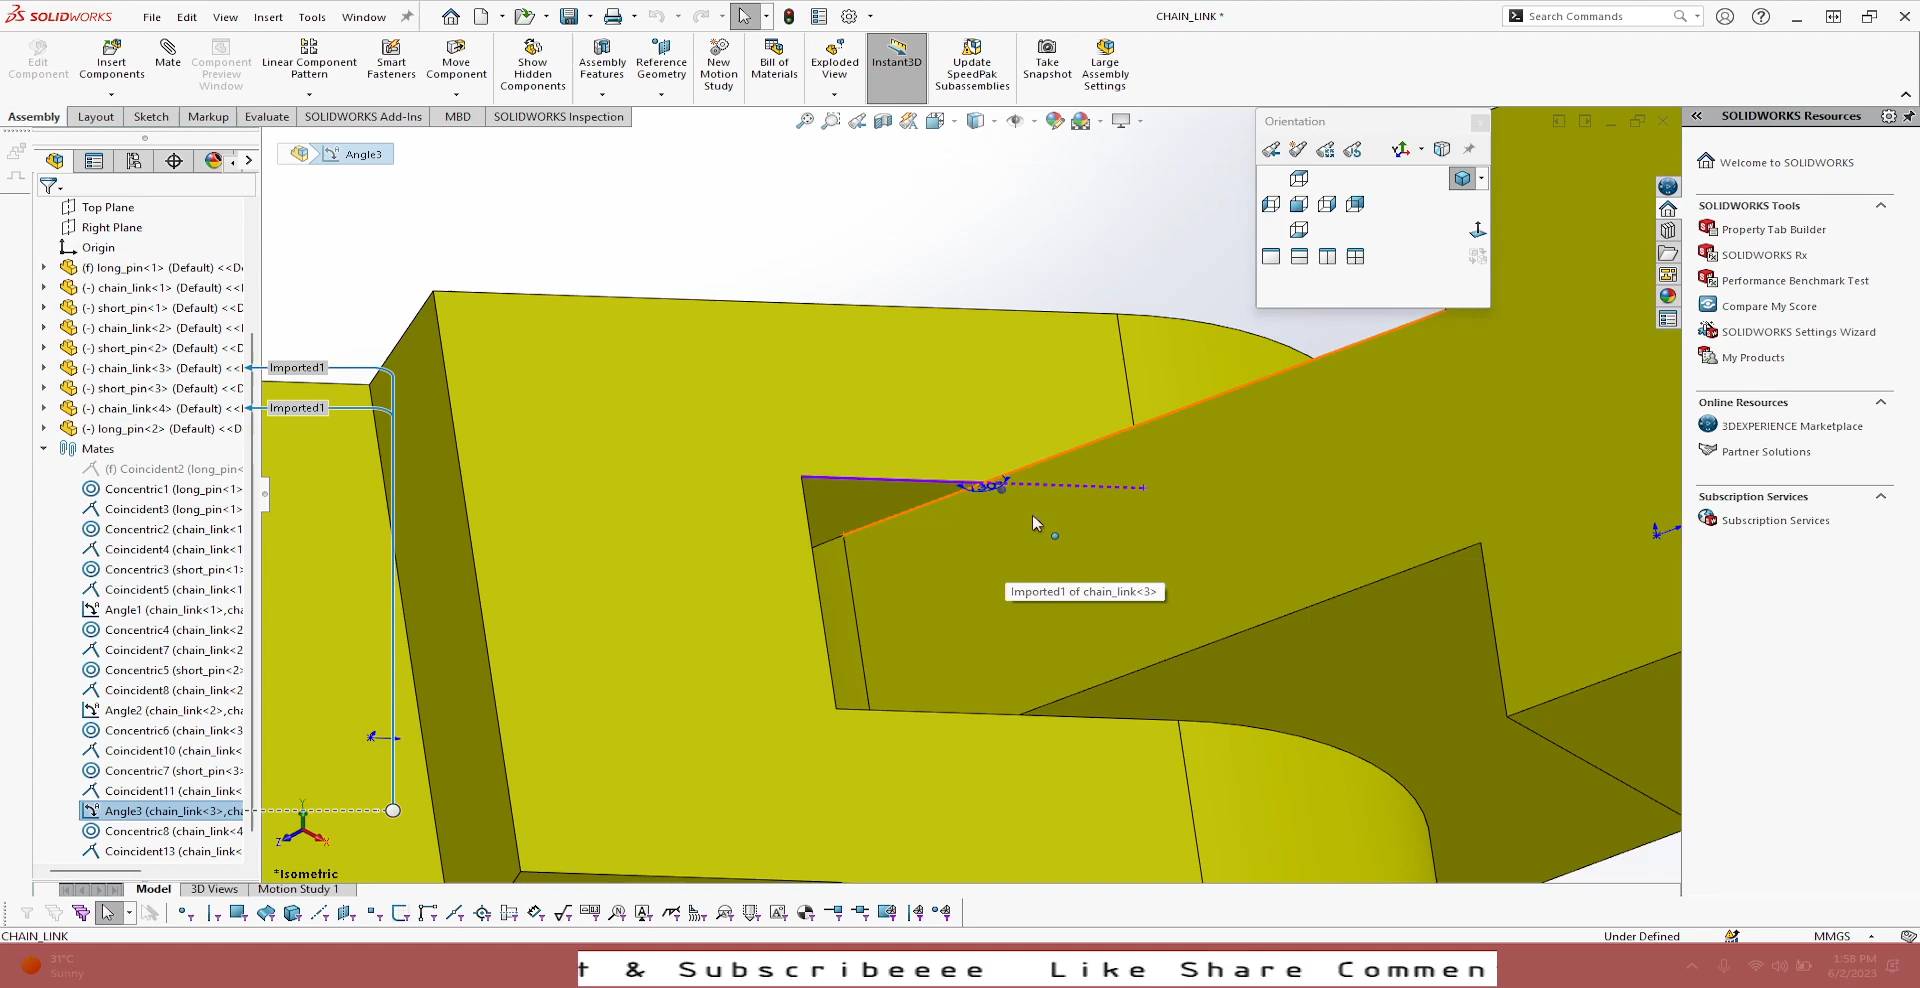 SOLIDWORKS
File Edit View Insert Tools Window
CHAIN_LINK *
Search Commands
Edit Component
Insert Components
Mate
Component Preview Window
Linear Component Pattern
Smart Fasteners
Move Component
Show Hidden Components
Assembly Features
Reference Geometry
New Motion Study
Bill of Materials
Exploded View
Instant3D
Update SpeedPak Subassemblies
Take Snapshot
Large Assembly Settings
Assembly Layout Sketch Markup Evaluate SOLIDWORKS Add-Ins MBD SOLIDWORKS Inspection
Angle3
Orientation
Top Plane
Right Plane
Origin
(f) long_pin<1> (Default) <<D
(-) chain_link<1> (Default) <<
(-) short_pin<1> (Default) <<D
(-) chain_link<2> (Default) <<
(-) short_pin<2> (Default) <<D
(-) chain_link<3> (Default) <<
(-) short_pin<3> (Default) <<D
(-) chain_link<4> (Default) <<
(-) long_pin<2> (Default) <<D
Mates
(f) Coincident2 (long_pin<
Concentric1 (long_pin<1>
Coincident3 (long_pin<1>
Concentric2 (chain_link<1
Coincident4 (chain_link<1
Concentric3 (short_pin<1>
Coincident5 (chain_link<1
Angle1 (chain_link<1>,cha
Concentric4 (chain_link<2
Coincident7 (chain_link<2
Concentric5 (short_pin<2>
Coincident8 (chain_link<2
Angle2 (chain_link<2>,cha
Concentric6 (chain_link<3
Coincident10 (chain_link<
Concentric7 (short_pin<3>
Coincident11 (chain_link<
Angle3 (chain_link<3>,cha
Concentric8 (chain_link<4
Coincident13 (chain_link<
Imported1
Imported1
Imported1 of chain_link<3>
Y
Z
X
*Isometric
SOLIDWORKS Resources
Welcome to SOLIDWORKS
SOLIDWORKS Tools
Property Tab Builder
SOLIDWORKS Rx
Performance Benchmark Test
Compare My Score
SOLIDWORKS Settings Wizard
My Products
Online Resources
3DEXPERIENCE Marketplace
Partner Solutions
Subscription Services
Subscription Services
Model 3D Views Motion Study 1
CHAIN_LINK
Under Defined
MMGS
31°C
Sunny
t & Subscribeeee Like Share Commen
1:58 PM
6/2/2023